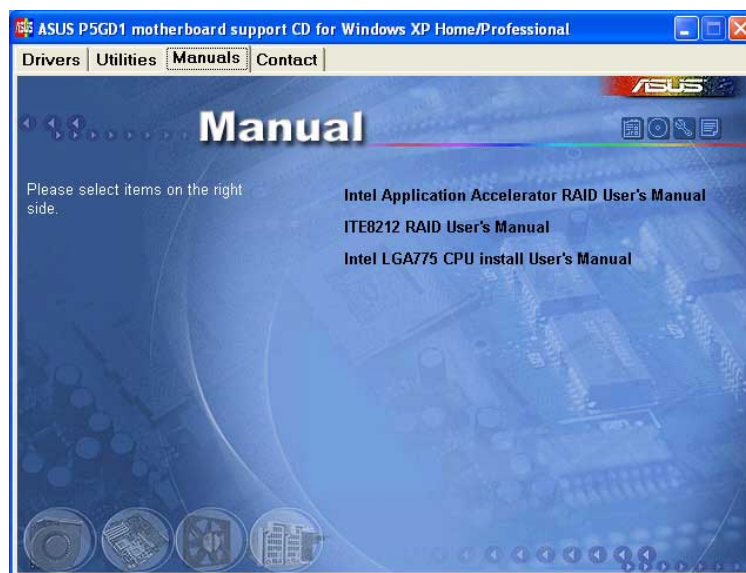 ASUS P5GD1 motherboard support CD for Windows XP Home/Professional
Drivers Utilities Manuals Contact
ASUS
Manual
Please select items on the right
side.
Intel Application Accelerator RAID User's Manual
ITE8212 RAID User's Manual
Intel LGA775 CPU install User's Manual